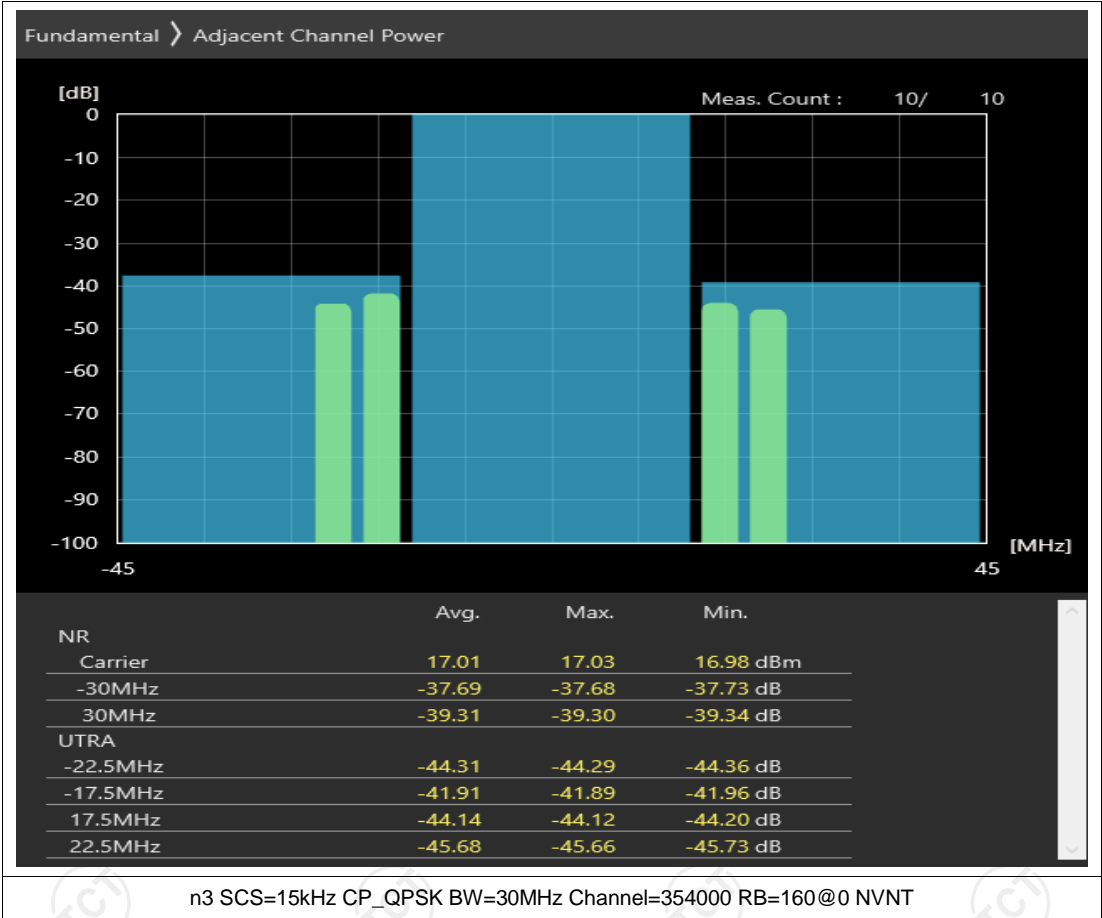 Fundamental ❯ Adjacent Channel Power
[dB]
Meas. Count : 10/ 10
0
-10
-20
-30
-40
-50
-60
-70
-80
-90
-100
[MHz]
-45 45
Avg. Max. Min.
NR
Carrier 17.01 17.03 16.98 dBm
-30MHz -37.69 -37.68 -37.73 dB
30MHz -39.31 -39.30 -39.34 dB
UTRA
-22.5MHz -44.31 -44.29 -44.36 dB
-17.5MHz -41.91 -41.89 -41.96 dB
17.5MHz -44.14 -44.12 -44.20 dB
22.5MHz -45.68 -45.66 -45.73 dB
n3 SCS=15kHz CP_QPSK BW=30MHz Channel=354000 RB=160@0 NVNT
TCT TCT TCT TCT